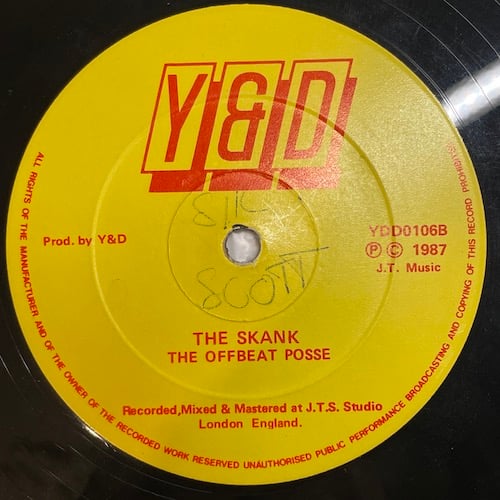 Y&D
Prod. by Y&D
YDD0106B
Ⓟ © 1987
J.T. Music
SCOTT
THE SKANK
THE OFFBEAT POSSE
Recorded,Mixed & Mastered at J.T.S. Studio
London England.
ALL RIGHTS OF THE MANUFACTURER AND OF THE OWNER OF THE RECORDED WORK RESERVED UNAUTHORISED PUBLIC PERFORMANCE BROADCASTING AND COPYING OF THIS RECORD PROHIBITED